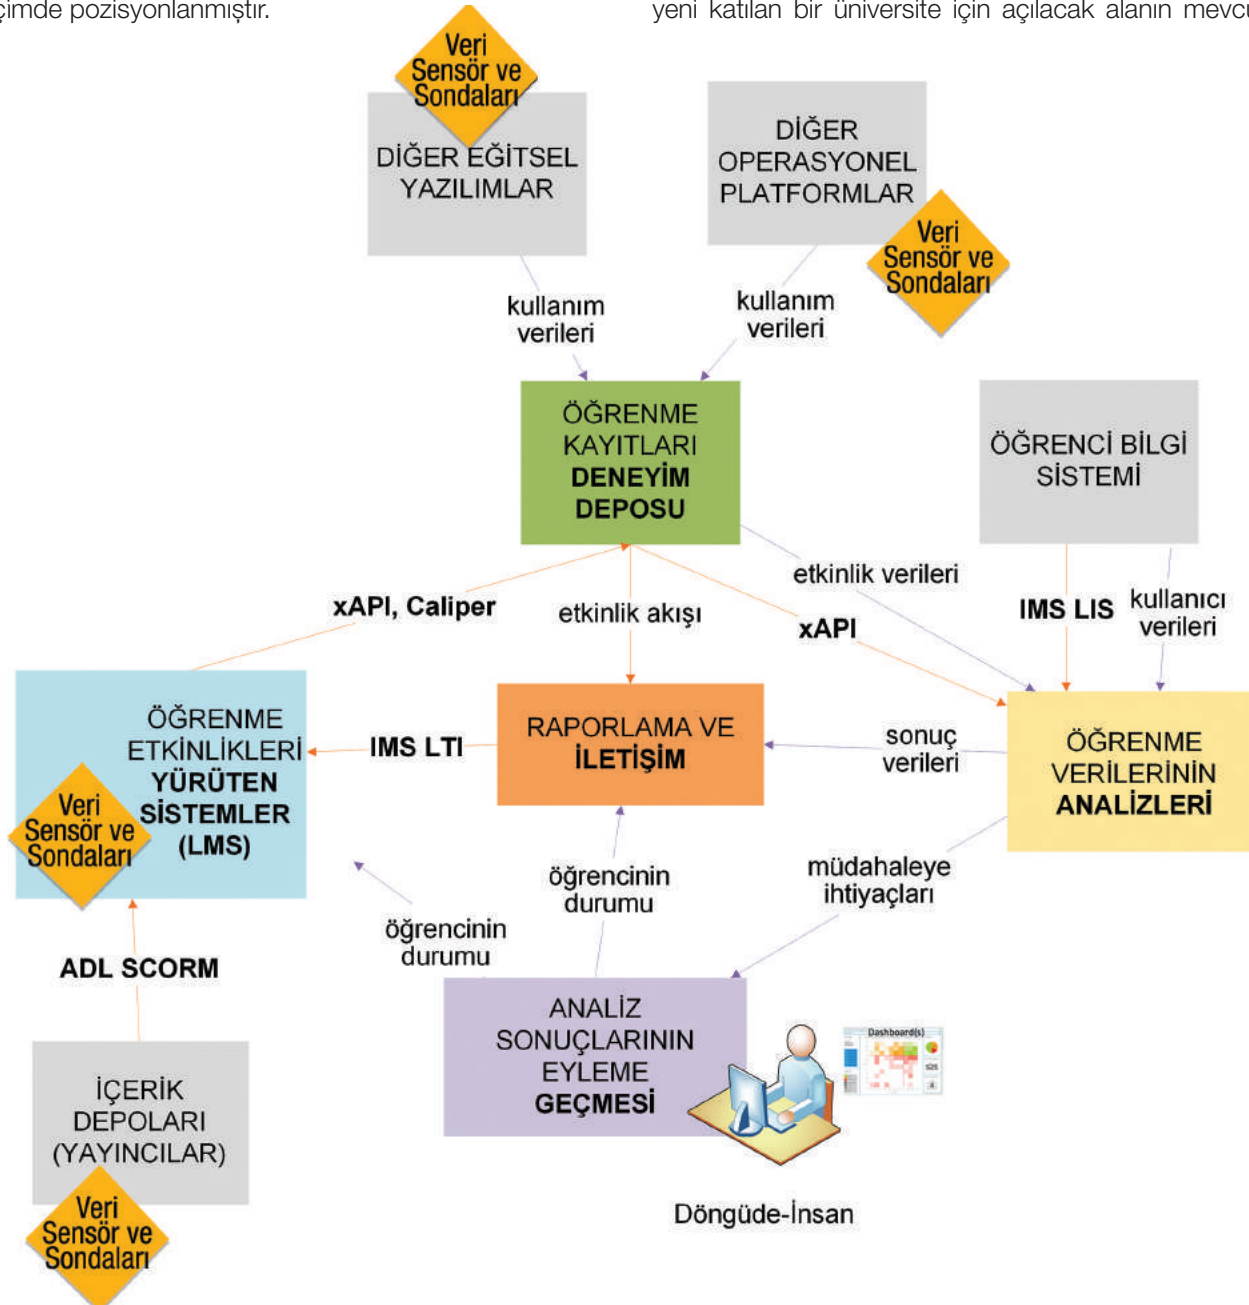 çimde pozisyonlanmıştır.
yeni katılan bir üniversite için açılacak alanın mevcu
Veri
Sensör ve
Sondaları
DİĞER EĞİTSEL
YAZILIMLAR
DİĞER
OPERASYONEL
PLATFORMLAR
Veri
Sensör ve
Sondaları
kullanım
verileri
kullanım
verileri
ÖĞRENME
KAYITLARI
DENEYİM
DEPOSU
ÖĞRENCİ BİLGİ
SİSTEMİ
etkinlik verileri
xAPI, Caliper
etkinlik akışı
xAPI
IMS LIS
kullanıcı
verileri
ÖĞRENME
ETKİNLİKLERİ
YÜRÜTEN
SİSTEMLER
(LMS)
Veri
Sensör ve
Sondaları
IMS LTI
RAPORLAMA VE
İLETİŞİM
sonuç
verileri
ÖĞRENME
VERİLERİNİN
ANALİZLERİ
öğrencinin
durumu
öğrencinin
durumu
müdahaleye
ihtiyaçları
ADL SCORM
ANALİZ
SONUÇLARININ
EYLEME
GEÇMESİ
Dashboard(s)
525
İÇERİK
DEPOLARI
(YAYINCILAR)
Veri
Sensör ve
Sondaları
Döngüde-İnsan